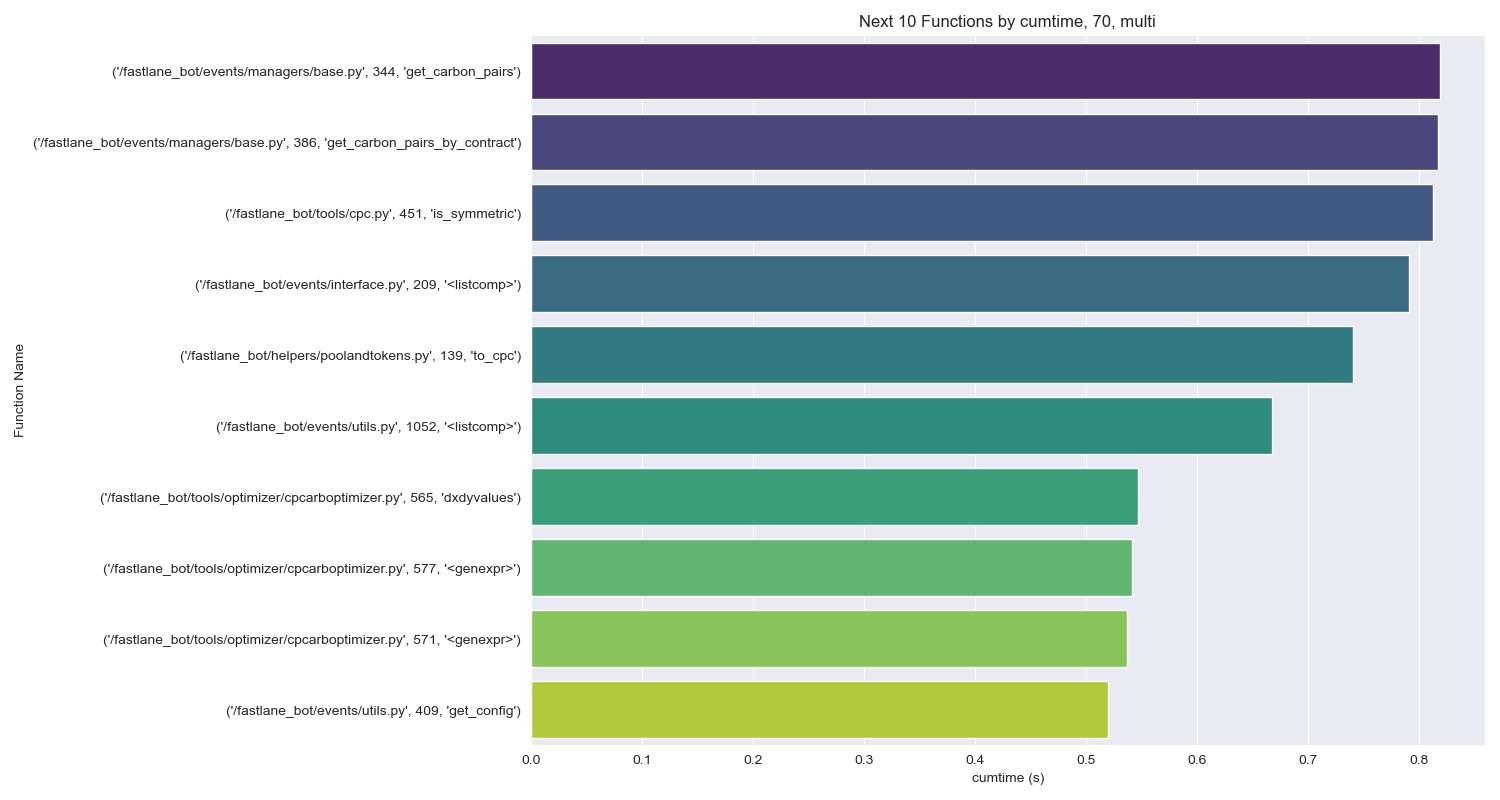 Next 10 Functions by cumtime, 70, multi
('/fastlane_bot/events/managers/base.py', 344, 'get_carbon_pairs')
('/fastlane_bot/events/managers/base.py', 386, 'get_carbon_pairs_by_contract')
('/fastlane_bot/tools/cpc.py', 451, 'is_symmetric')
('/fastlane_bot/events/interface.py', 209, '<listcomp>')
('/fastlane_bot/helpers/poolandtokens.py', 139, 'to_cpc')
('/fastlane_bot/events/utils.py', 1052, '<listcomp>')
('/fastlane_bot/tools/optimizer/cpcarboptimizer.py', 565, 'dxdyvalues')
('/fastlane_bot/tools/optimizer/cpcarboptimizer.py', 577, '<genexpr>')
('/fastlane_bot/tools/optimizer/cpcarboptimizer.py', 571, '<genexpr>')
('/fastlane_bot/events/utils.py', 409, 'get_config')
Function Name
0.0 0.1 0.2 0.3 0.4 0.5 0.6 0.7 0.8
cumtime (s)